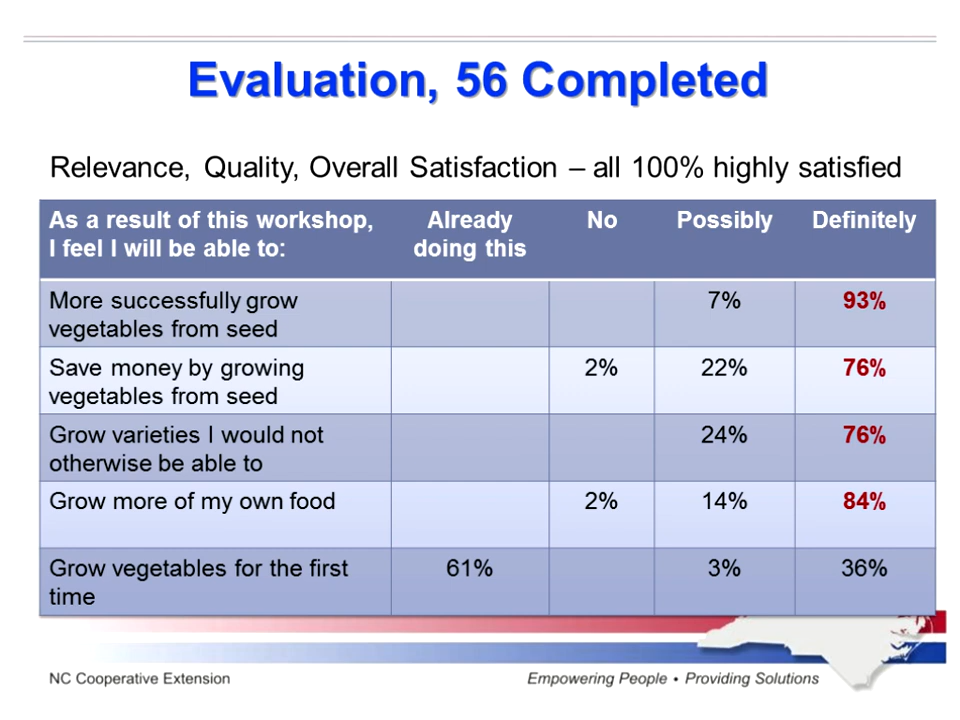 Evaluation, 56 Completed
Relevance, Quality, Overall Satisfaction – all 100% highly satisfied
As a result of this workshop, I feel I will be able to: Already doing this No Possibly Definitely
More successfully grow vegetables from seed 7% 93%
Save money by growing vegetables from seed 2% 22% 76%
Grow varieties I would not otherwise be able to 24% 76%
Grow more of my own food 2% 14% 84%
Grow vegetables for the first time 61% 3% 36%
NC Cooperative Extension Empowering People • Providing Solutions